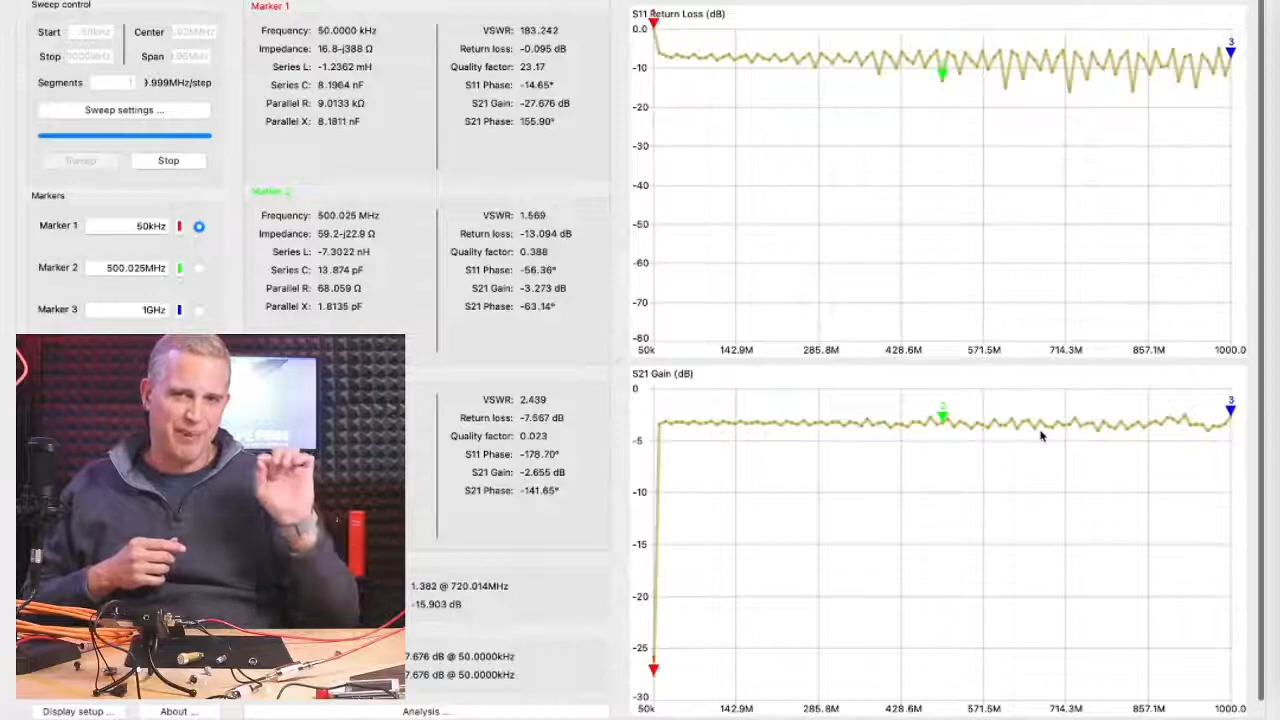 Sweep control
Start
50kHz
Center
Stop
Span
Segments
1
Sweep settings ...
Sweep
Stop
Markers
Marker 1
50kHz
Marker 2
500.025MHz
Marker 3
1GHz
Display setup ...
About ...
Marker 1
Frequency: 50.0000 kHz
Impedance: 16.8-j388 Ω
Series L: -1.2362 mH
Series C: 8.1964 nF
Parallel R: 9.0133 kΩ
Parallel X: 8.1811 nF
VSWR: 183.242
Return loss: -0.095 dB
Quality factor: 23.17
S11 Phase: -14.65°
S21 Gain: -27.676 dB
S21 Phase: 155.90°
Marker 2
Frequency: 500.025 MHz
Impedance: 59.2-j22.9 Ω
Series L: -7.3022 nH
Series C: 13.874 pF
Parallel R: 68.059 Ω
Parallel X: 1.8135 pF
VSWR: 1.569
Return loss: -13.094 dB
Quality factor: 0.388
S11 Phase: -56.36°
S21 Gain: -3.273 dB
S21 Phase: -63.14°
VSWR: 2.439
Return loss: -7.567 dB
Quality factor: 0.023
S11 Phase: -178.70°
S21 Gain: -2.655 dB
S21 Phase: -141.65°
1.382 @ 720.014MHz
-15.903 dB
7.676 dB @ 50.0000kHz
7.676 dB @ 50.0000kHz
Analysis ...
S11 Return Loss (dB)
0.0
-10
-20
-30
-40
-50
-60
-70
-80
3
50k 142.9M 285.8M 428.6M 571.5M 714.3M 857.1M 1000.0
S21 Gain (dB)
0
-5
-10
-15
-20
-25
-30
2
3
50k 142.9M 285.8M 428.6M 571.5M 714.3M 857.1M 1000.0